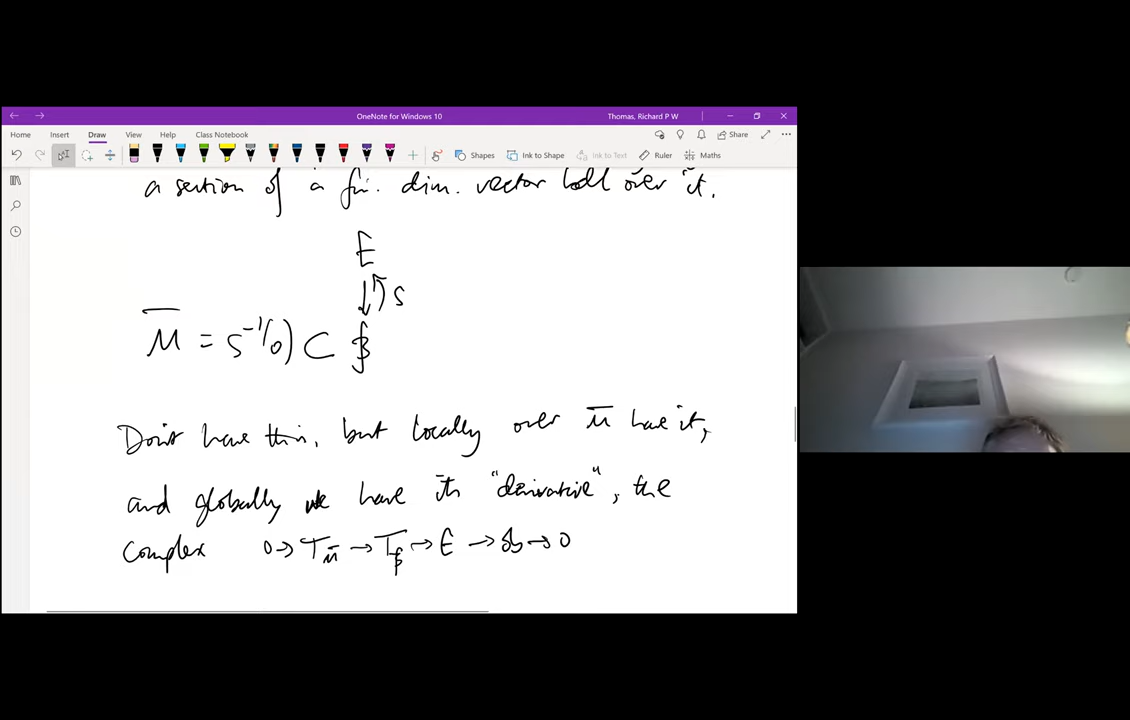 OneNote for Windows 10
Thomas, Richard P W
Home Insert Draw View Help Class Notebook
Share
Shapes Ink to Shape Ink to Text Ruler Maths
a section of a fin. dim. vector bdl over it.
E
↓↑ s
M̅ = s⁻¹(0) ⊂
Don't have this, but locally over M̅ have it,
and globally we have its "derivative", the
complex 0 → T_M̅ → T → E → Ob → 0